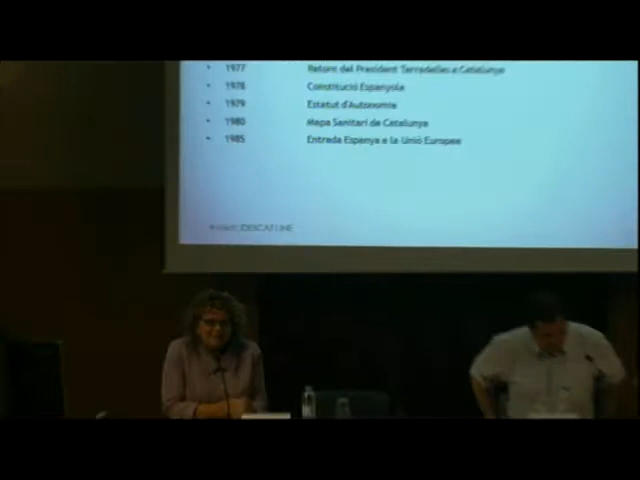 • 1977 Retorn del President Tarradelles a Catalunya
• 1978 Constitució Espanyola
• 1979 Estatut d'Autonomia
• 1980 Mapa Sanitari de Catalunya
• 1985 Entrada Espanya a la Unió Europea